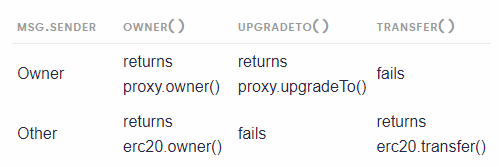 MSG.SENDER OWNER() UPGRADETO() TRANSFER()
Owner returns proxy.owner() returns proxy.upgradeTo() fails
Other returns erc20.owner() fails returns erc20.transfer()